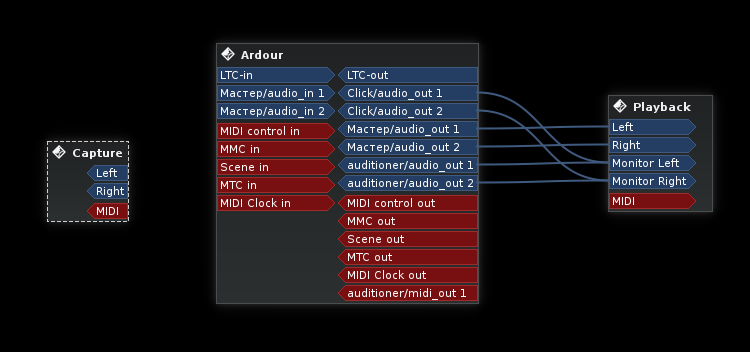 Capture
Left
Right
MIDI
Ardour
LTC-in
Мастер/audio_in 1
Мастер/audio_in 2
MIDI control in
MMC in
Scene in
MTC in
MIDI Clock in
LTC-out
Click/audio_out 1
Click/audio_out 2
Мастер/audio_out 1
Мастер/audio_out 2
auditioner/audio_out 1
auditioner/audio_out 2
MIDI control out
MMC out
Scene out
MTC out
MIDI Clock out
auditioner/midi_out 1
Playback
Left
Right
Monitor Left
Monitor Right
MIDI